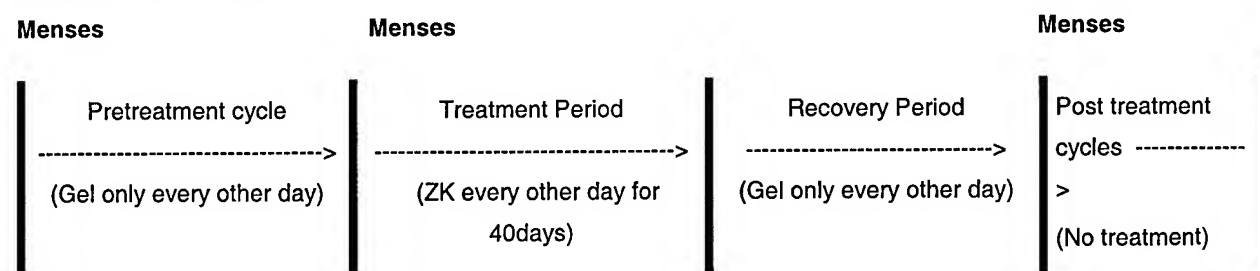 Menses
Menses
Menses
Pretreatment cycle
-------------------------------------->
(Gel only every other day)
Treatment Period
---------------------------------------->
(ZK every other day for
40days)
Recovery Period
--------------------------------->
(Gel only every other day)
Post treatment
cycles --------------
>
(No treatment)